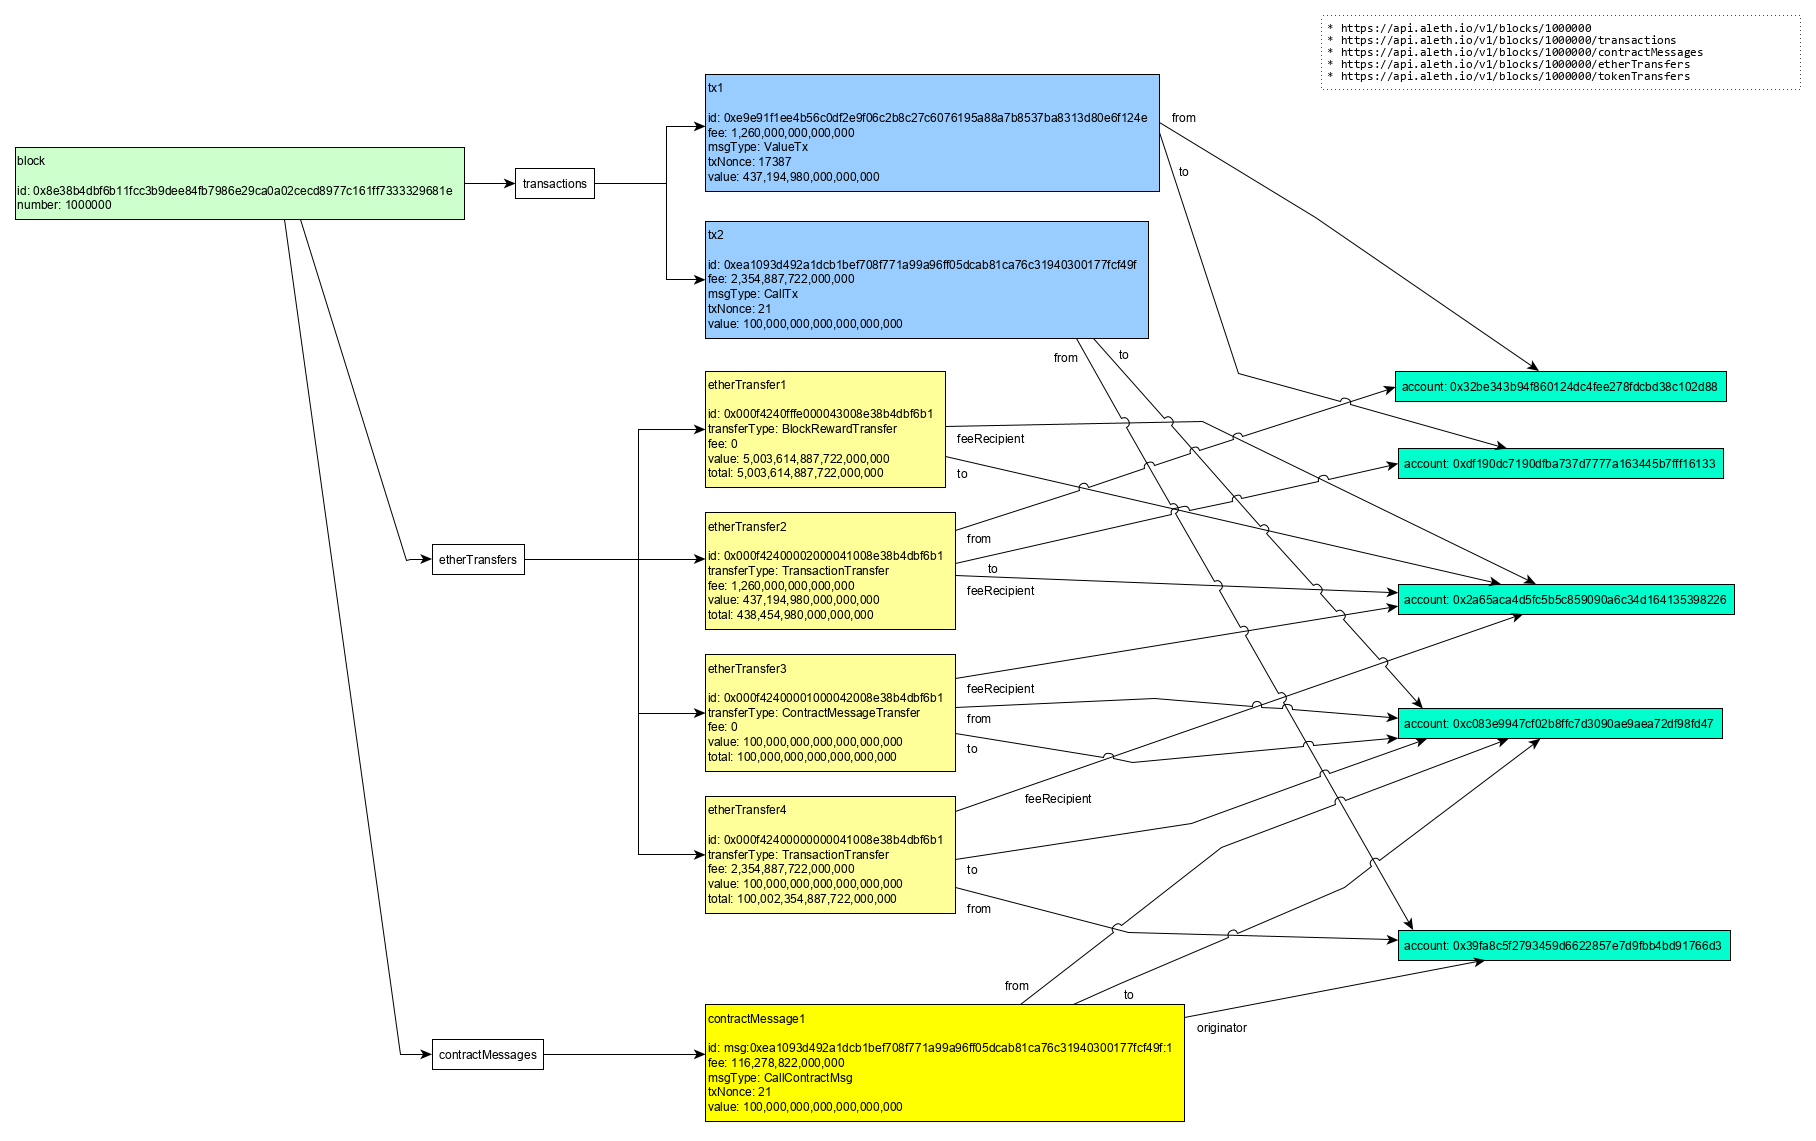 * https://api.aleth.io/v1/blocks/1000000
* https://api.aleth.io/v1/blocks/1000000/transactions
* https://api.aleth.io/v1/blocks/1000000/contractMessages
* https://api.aleth.io/v1/blocks/1000000/etherTransfers
* https://api.aleth.io/v1/blocks/1000000/tokenTransfers
block
id: 0x8e38b4dbf6b11fcc3b9dee84fb7986e29ca0a02cecd8977c161ff7333329681e
number: 1000000
transactions
tx1
id: 0xe9e91f1ee4b56c0df2e9f06c2b8c27c6076195a88a7b8537ba8313d80e6f124e
fee: 1,260,000,000,000,000
msgType: ValueTx
txNonce: 17387
value: 437,194,980,000,000,000
from
to
tx2
id: 0xea1093d492a1dcb1bef708f771a99a96ff05dcab81ca76c31940300177fcf49f
fee: 2,354,887,722,000,000
msgType: CallTx
txNonce: 21
value: 100,000,000,000,000,000,000
from
to
etherTransfers
etherTransfer1
id: 0x000f4240fffe000043008e38b4dbf6b1
transferType: BlockRewardTransfer
fee: 0
value: 5,003,614,887,722,000,000
total: 5,003,614,887,722,000,000
feeRecipient
to
etherTransfer2
id: 0x000f42400002000041008e38b4dbf6b1
transferType: TransactionTransfer
fee: 1,260,000,000,000,000
value: 437,194,980,000,000,000
total: 438,454,980,000,000,000
from
to
feeRecipient
etherTransfer3
id: 0x000f42400001000042008e38b4dbf6b1
transferType: ContractMessageTransfer
fee: 0
value: 100,000,000,000,000,000,000
total: 100,000,000,000,000,000,000
feeRecipient
from
to
etherTransfer4
id: 0x000f42400000000041008e38b4dbf6b1
transferType: TransactionTransfer
fee: 2,354,887,722,000,000
value: 100,000,000,000,000,000,000
total: 100,002,354,887,722,000,000
feeRecipient
to
from
contractMessages
contractMessage1
id: msg:0xea1093d492a1dcb1bef708f771a99a96ff05dcab81ca76c31940300177fcf49f:1
fee: 116,278,822,000,000
msgType: CallContractMsg
txNonce: 21
value: 100,000,000,000,000,000,000
from
to
originator
account: 0x32be343b94f860124dc4fee278fdcbd38c102d88
account: 0xdf190dc7190dfba737d7777a163445b7fff16133
account: 0x2a65aca4d5fc5b5c859090a6c34d164135398226
account: 0xc083e9947cf02b8ffc7d3090ae9aea72df98fd47
account: 0x39fa8c5f2793459d6622857e7d9fbb4bd91766d3